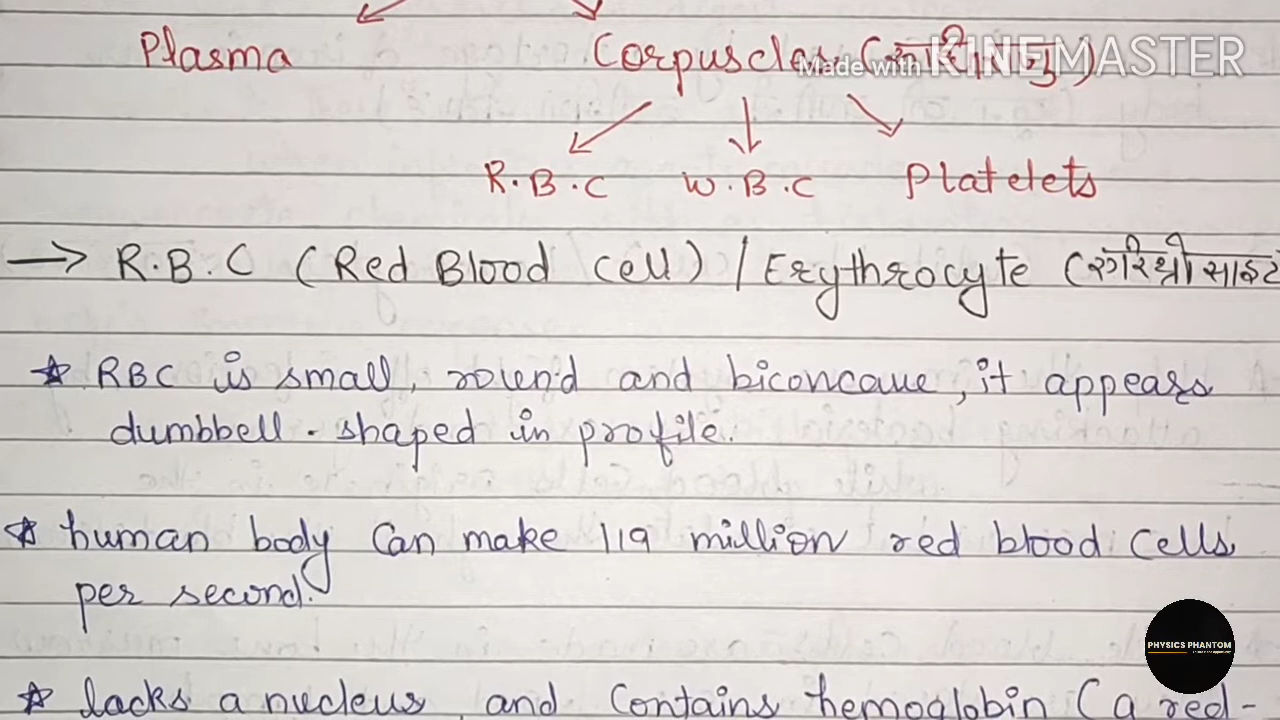 Plasma Corpuscles (
Made with KINEMASTER
R.B.C W.B.C Platelets
→ R.B.C (Red Blood Cell) / Erythrocyte (
☆ RBC is small, round and biconcave, it appears
dumbbell-shaped in profile.
☆ human body can make 119 million red blood cells
per second.
☆ lacks a nucleus and contains hemoglobin (a red-
PHYSICS PHANTOM